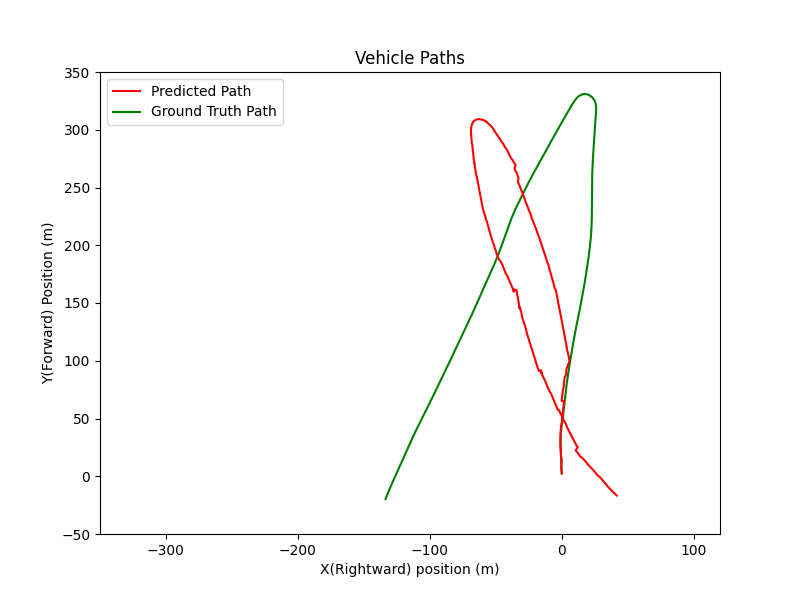 Vehicle Paths
Predicted Path
Ground Truth Path
350
300
250
200
150
100
50
0
−50
Y(Forward) Position (m)
−300 −200 −100 0 100
X(Rightward) position (m)